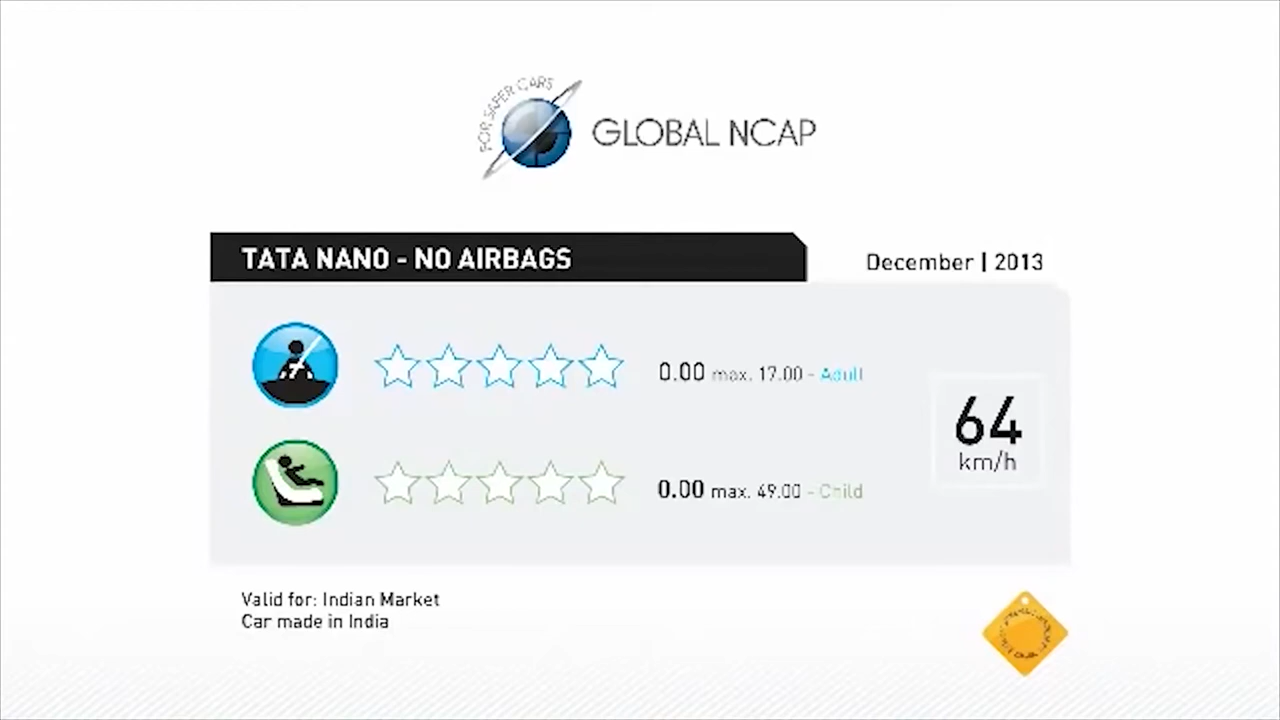 FOR SAFER CARS
GLOBAL NCAP
TATA NANO - NO AIRBAGS
December | 2013
0.00 max. 17.00 - Adult
0.00 max. 49.00 - Child
64
km/h
Valid for: Indian Market
Car made in India